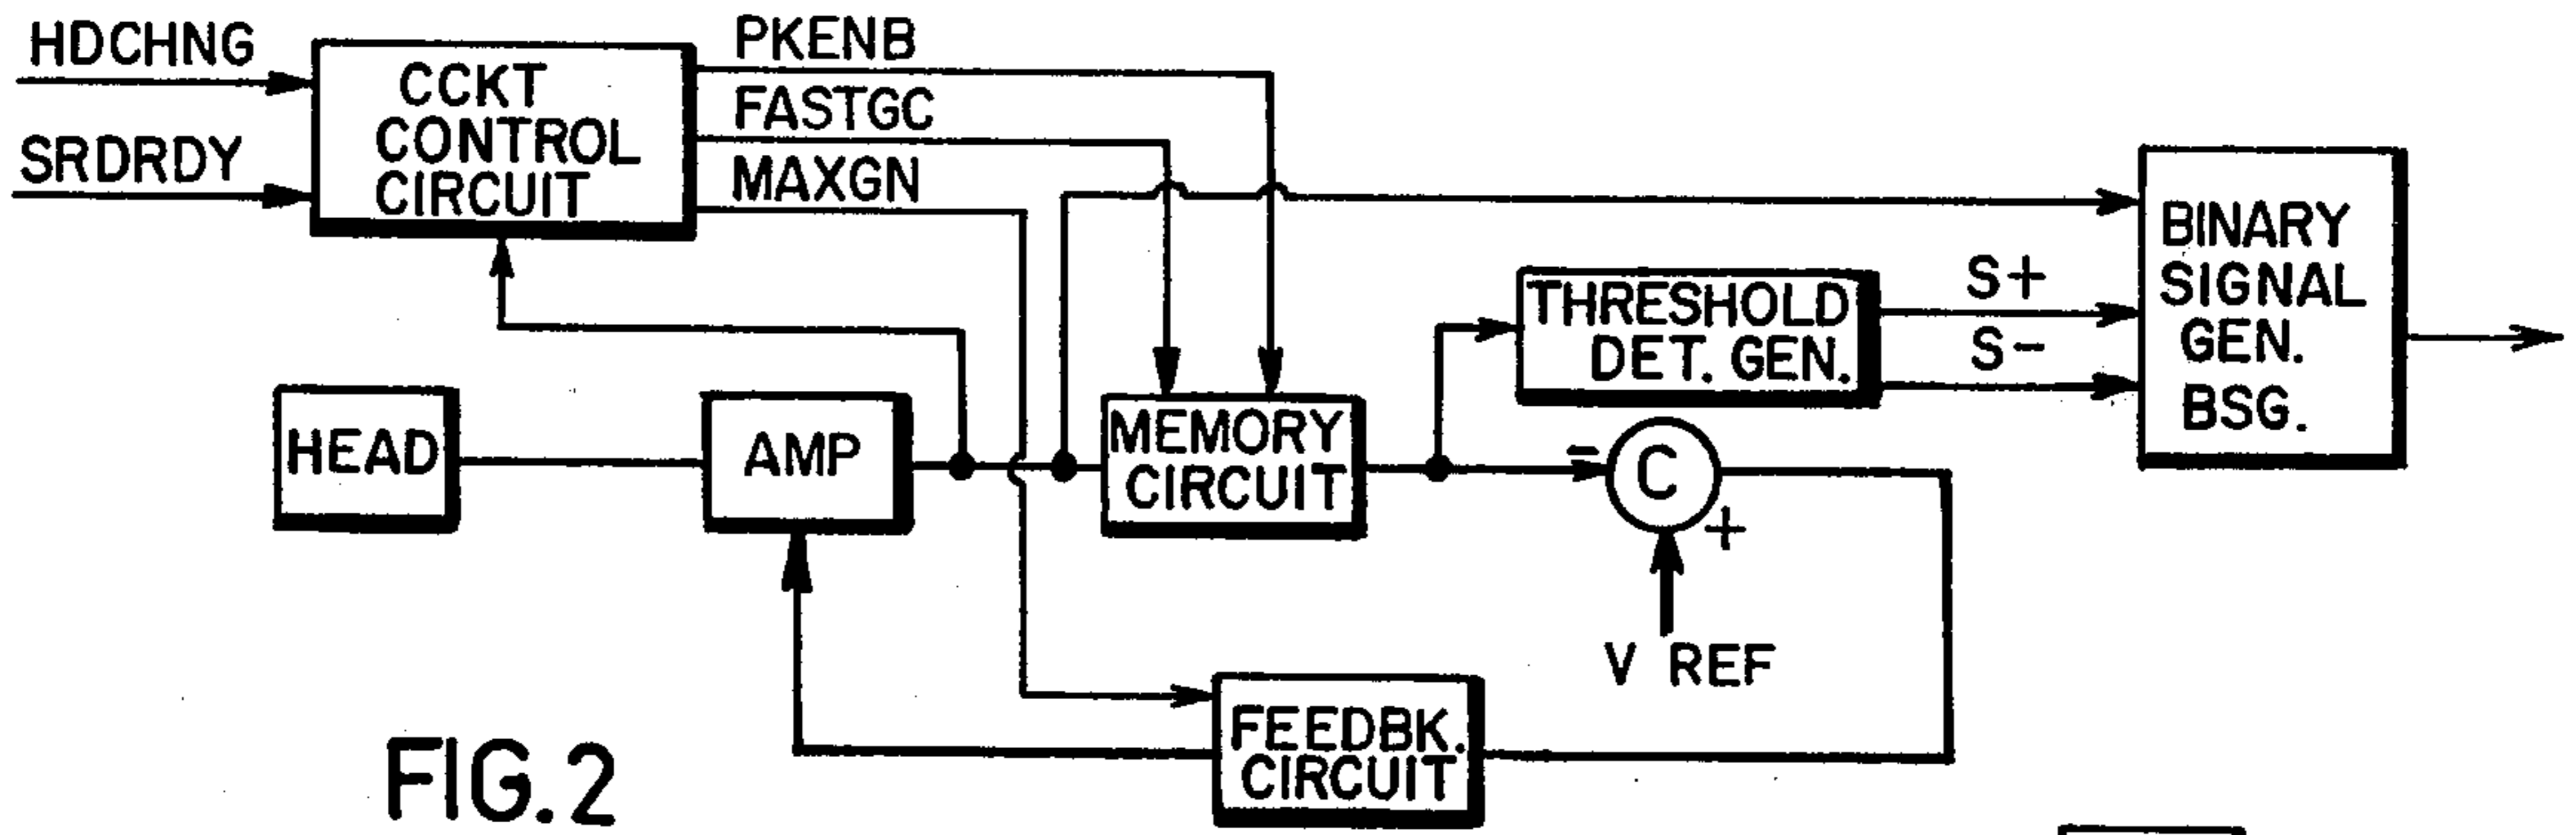 HDCHNG
SRDRDY
CCKT
CONTROL
CIRCUIT
PKENB
FASTGC
MAXGN
BINARY
SIGNAL
GEN.
BSG.
THRESHOLD
DET. GEN.
S+
S-
HEAD
AMP
MEMORY
CIRCUIT
-
C
+
V REF
FEEDBK.
CIRCUIT
FIG.2